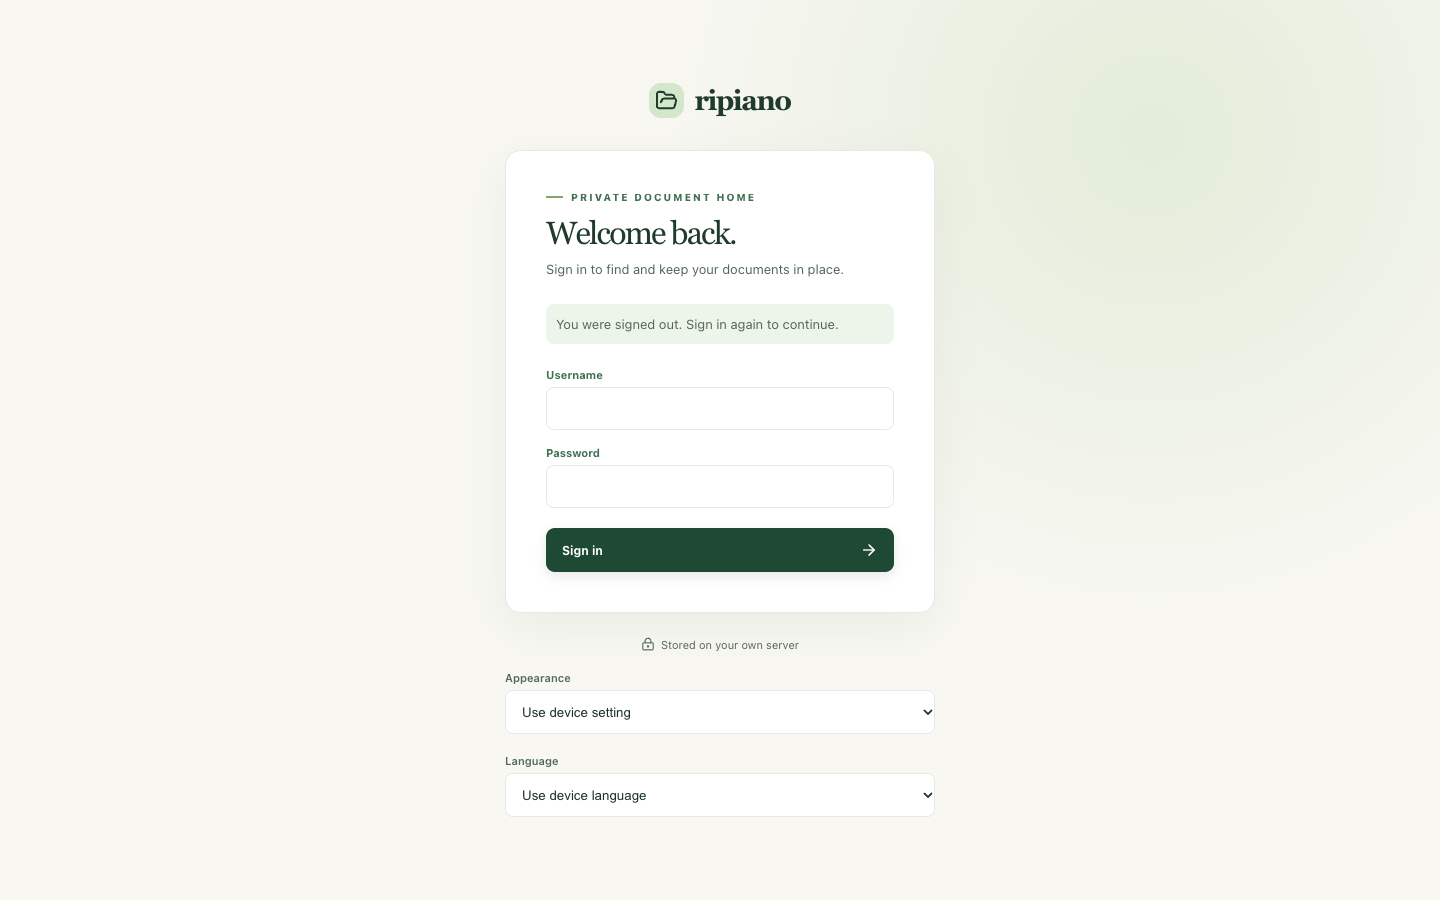 ripiano
PRIVATE DOCUMENT HOME
Welcome back.
Sign in to find and keep your documents in place.
You were signed out. Sign in again to continue.
Username
Password
Sign in
Stored on your own server
Appearance
Use device setting
Language
Use device language